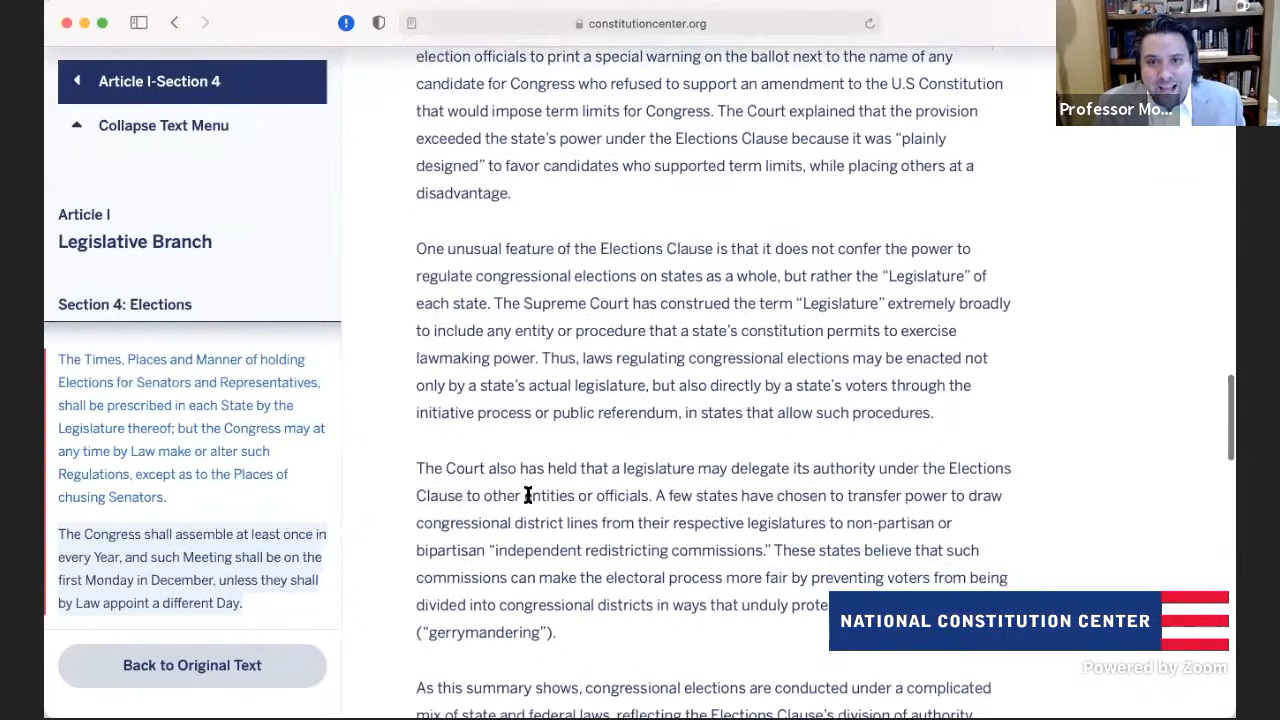 constitutioncenter.org
Article I-Section 4
Collapse Text Menu
Article I
Legislative Branch
Section 4: Elections
The Times, Places and Manner of holding
Elections for Senators and Representatives,
shall be prescribed in each State by the
Legislature thereof; but the Congress may at
any time by Law make or alter such
Regulations, except as to the Places of
chusing Senators.
The Congress shall assemble at least once in
every Year, and such Meeting shall be on the
first Monday in December, unless they shall
by Law appoint a different Day.
Back to Original Text
election officials to print a special warning on the ballot next to the name of any
candidate for Congress who refused to support an amendment to the U.S Constitution
that would impose term limits for Congress. The Court explained that the provision
exceeded the state's power under the Elections Clause because it was “plainly
designed” to favor candidates who supported term limits, while placing others at a
disadvantage.
One unusual feature of the Elections Clause is that it does not confer the power to
regulate congressional elections on states as a whole, but rather the “Legislature” of
each state. The Supreme Court has construed the term “Legislature” extremely broadly
to include any entity or procedure that a state's constitution permits to exercise
lawmaking power. Thus, laws regulating congressional elections may be enacted not
only by a state's actual legislature, but also directly by a state's voters through the
initiative process or public referendum, in states that allow such procedures.
The Court also has held that a legislature may delegate its authority under the Elections
Clause to other entities or officials. A few states have chosen to transfer power to draw
congressional district lines from their respective legislatures to non-partisan or
bipartisan “independent redistricting commissions.” These states believe that such
commissions can make the electoral process more fair by preventing voters from being
divided into congressional districts in ways that unduly prote
(“gerrymandering”).
As this summary shows, congressional elections are conducted under a complicated
mix of state and federal laws, reflecting the Elections Clause's division of authority
Professor Mo...
NATIONAL CONSTITUTION CENTER
Powered by Zoom